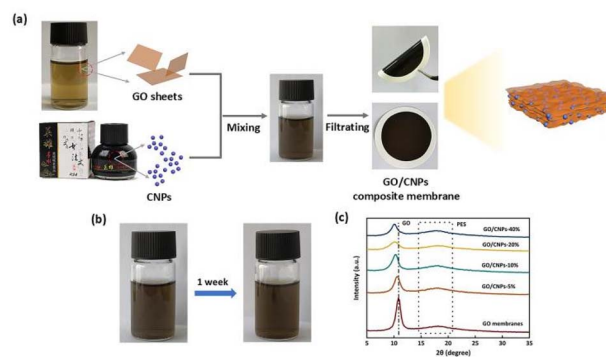 (a)
GO sheets
CNPs
Mixing
Filtrating
GO/CNPs
composite membrane
(b)
1 week
(c)
GO
PES
GO/CNPs-40%
GO/CNPs-20%
GO/CNPs-10%
GO/CNPs-5%
GO membranes
Intensity (a.u.)
5 10 15 20 25 30 35
2θ (degree)